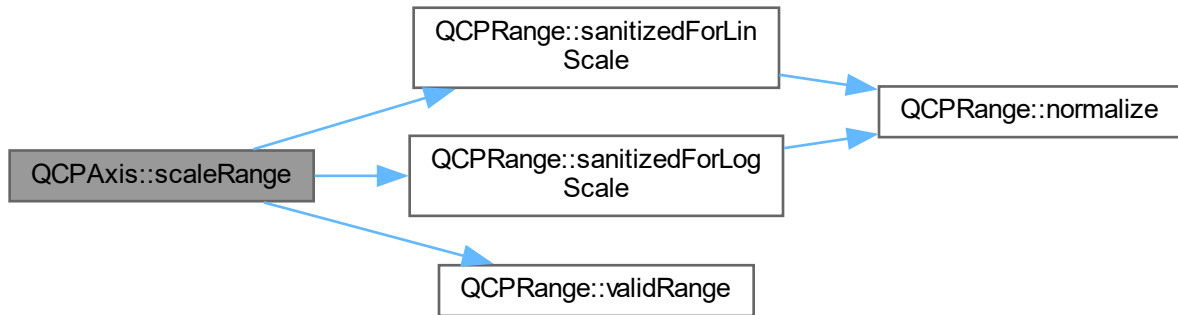 QCPRange::sanitizedForLin
Scale
QCPRange::normalize
QCPAxis::scaleRange
QCPRange::sanitizedForLog
Scale
QCPRange::validRange